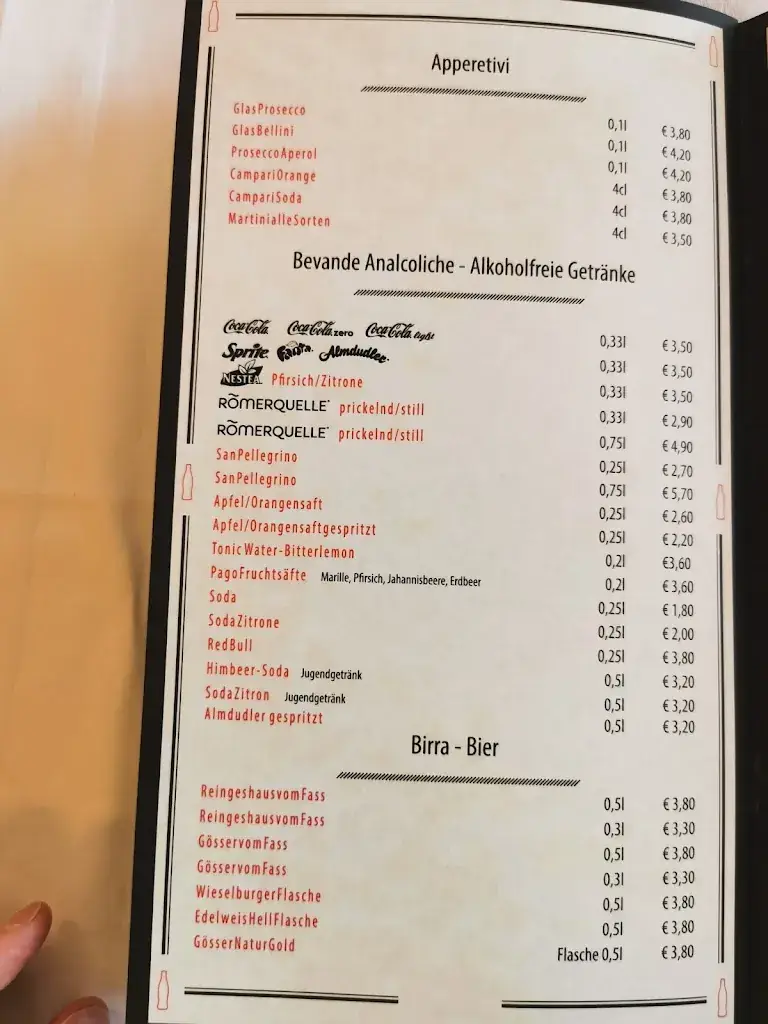 Apperetivi
GlasProsecco 0,1l € 3,80
GlasBellini 0,1l € 4,20
ProseccoAperol 0,1l € 4,20
CampariOrange 4cl € 3,80
CampariSoda 4cl € 3,80
MartinialleSorten 4cl € 3,50
Bevande Analcoliche - Alkoholfreie Getränke
Coca-Cola Coca-Cola zero Coca-Cola light 0,33l € 3,50
Sprite Fanta Almdudler 0,33l € 3,50
NESTEA Pfirsich/Zitrone 0,33l € 3,50
RÖMERQUELLE prickelnd/still 0,33l € 2,90
RÖMERQUELLE prickelnd/still 0,75l € 4,90
SanPellegrino 0,25l € 2,70
SanPellegrino 0,75l € 5,70
Apfel/Orangensaft 0,25l € 2,60
Apfel/Orangensaftgespritzt 0,25l € 2,20
TonicWater-Bitterlemon 0,2l €3,60
PagoFruchtsäfte Marille, Pfirsich, Jahannisbeere, Erdbeer 0,2l € 3,60
Soda 0,25l € 1,80
SodaZitrone 0,25l € 2,00
RedBull 0,25l € 3,80
Himbeer-Soda Jugendgetränk 0,5l € 3,20
SodaZitron Jugendgetränk 0,5l € 3,20
Almdudler gespritzt 0,5l € 3,20
Birra - Bier
ReingeshausvomFass 0,5l € 3,80
ReingeshausvomFass 0,3l € 3,30
GösservomFass 0,5l € 3,80
GösservomFass 0,3l € 3,30
WieselburgerFlasche 0,5l € 3,80
EdelweisHellFlasche 0,5l € 3,80
GösserNaturGold Flasche 0,5l € 3,80